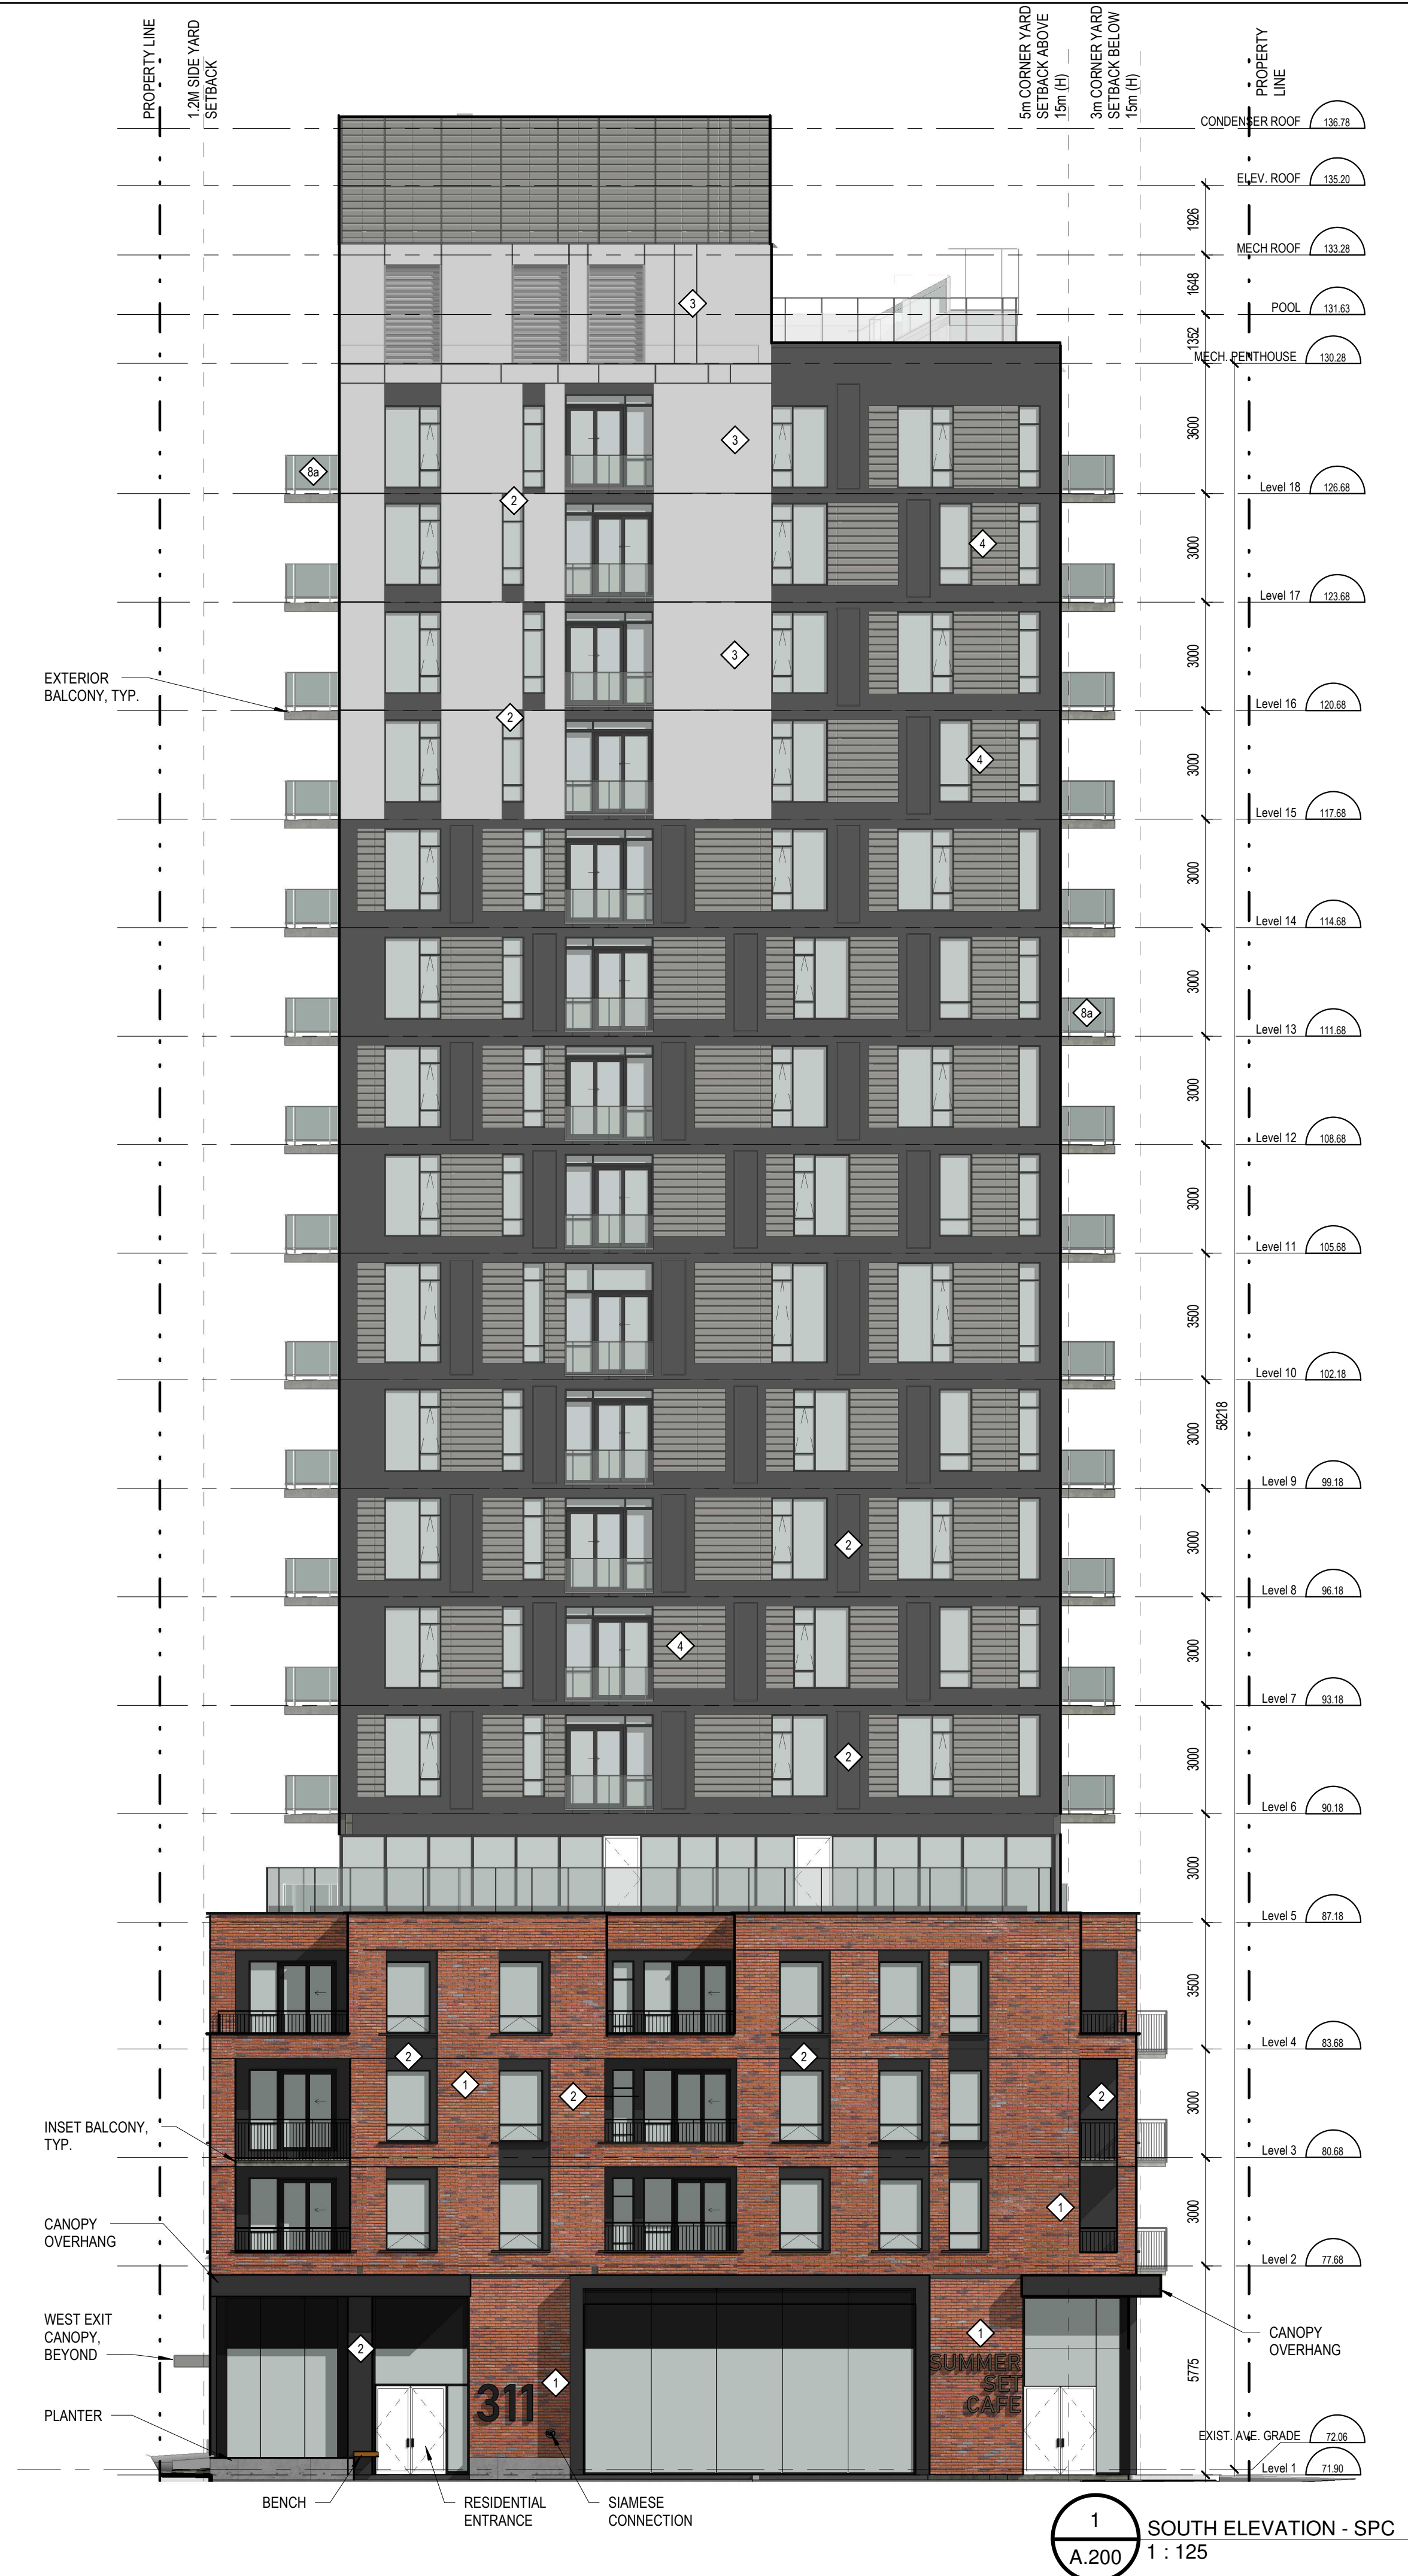 PROPERTY LINE
1.2M SIDE YARD
SETBACK
5m CORNER YARD
SETBACK ABOVE
15m (H)
3m CORNER YARD
SETBACK BELOW
15m (H)
PROPERTY
LINE
CONDENSER ROOF 136.78
ELEV. ROOF 135.20
1926
MECH ROOF 133.28
1648
3
POOL 131.63
1352
MECH. PENTHOUSE 130.28
3600
3
8a
Level 18 126.68
2
3000
4
Level 17 123.68
3000
3
EXTERIOR
BALCONY, TYP.
Level 16 120.68
2
3000
4
Level 15 117.68
3000
Level 14 114.68
3000
8a
Level 13 111.68
3000
Level 12 108.68
3000
Level 11 105.68
3500
Level 10 102.18
58218
3000
Level 9 99.18
3000
2
Level 8 96.18
3000
4
Level 7 93.18
3000
2
Level 6 90.18
3000
Level 5 87.18
3500
Level 4 83.68
2
2
1
2
2
3000
INSET BALCONY,
TYP.
Level 3 80.68
3000
1
CANOPY
OVERHANG
Level 2 77.68
WEST EXIT
CANOPY,
BEYOND
2
1
1
CANOPY
OVERHANG
5775
SUMMER
SET
CAFE
311
PLANTER
EXIST. AVE. GRADE 72.06
Level 1 71.90
BENCH
RESIDENTIAL
ENTRANCE
SIAMESE
CONNECTION
1
A.200
SOUTH ELEVATION - SPC
1 : 125